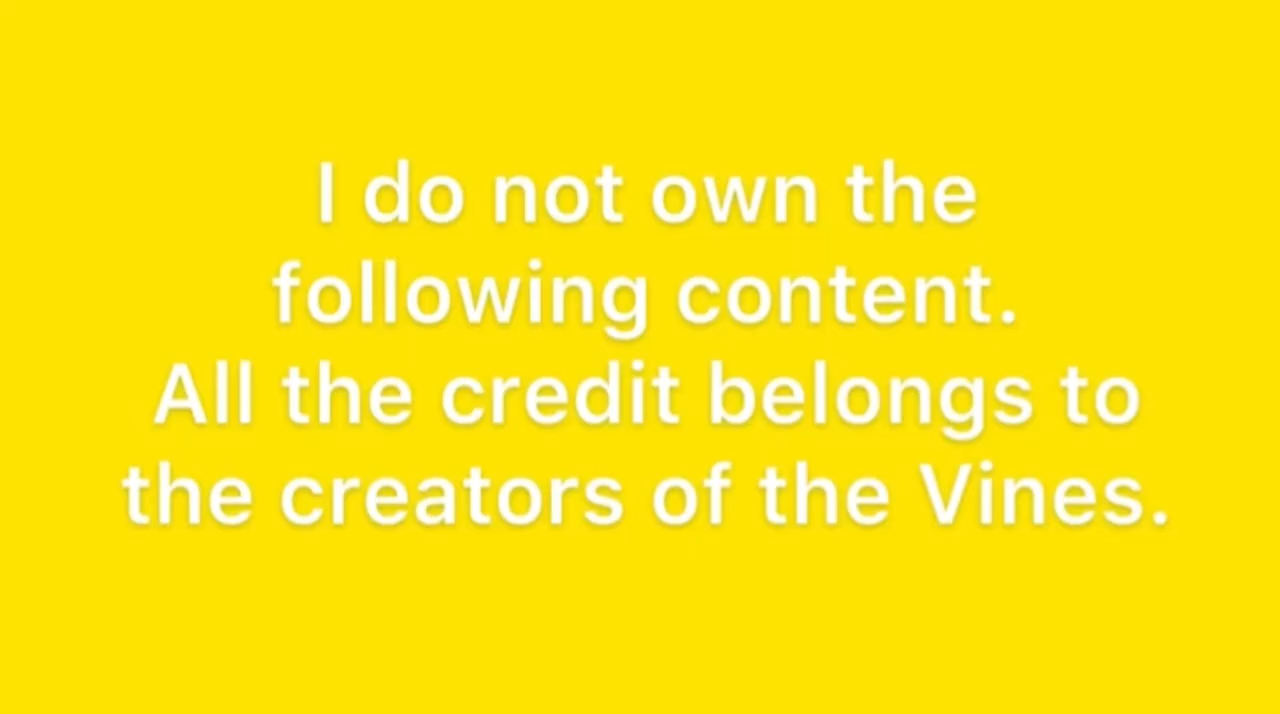 I do not own the
following content.
All the credit belongs to
the creators of the Vines.